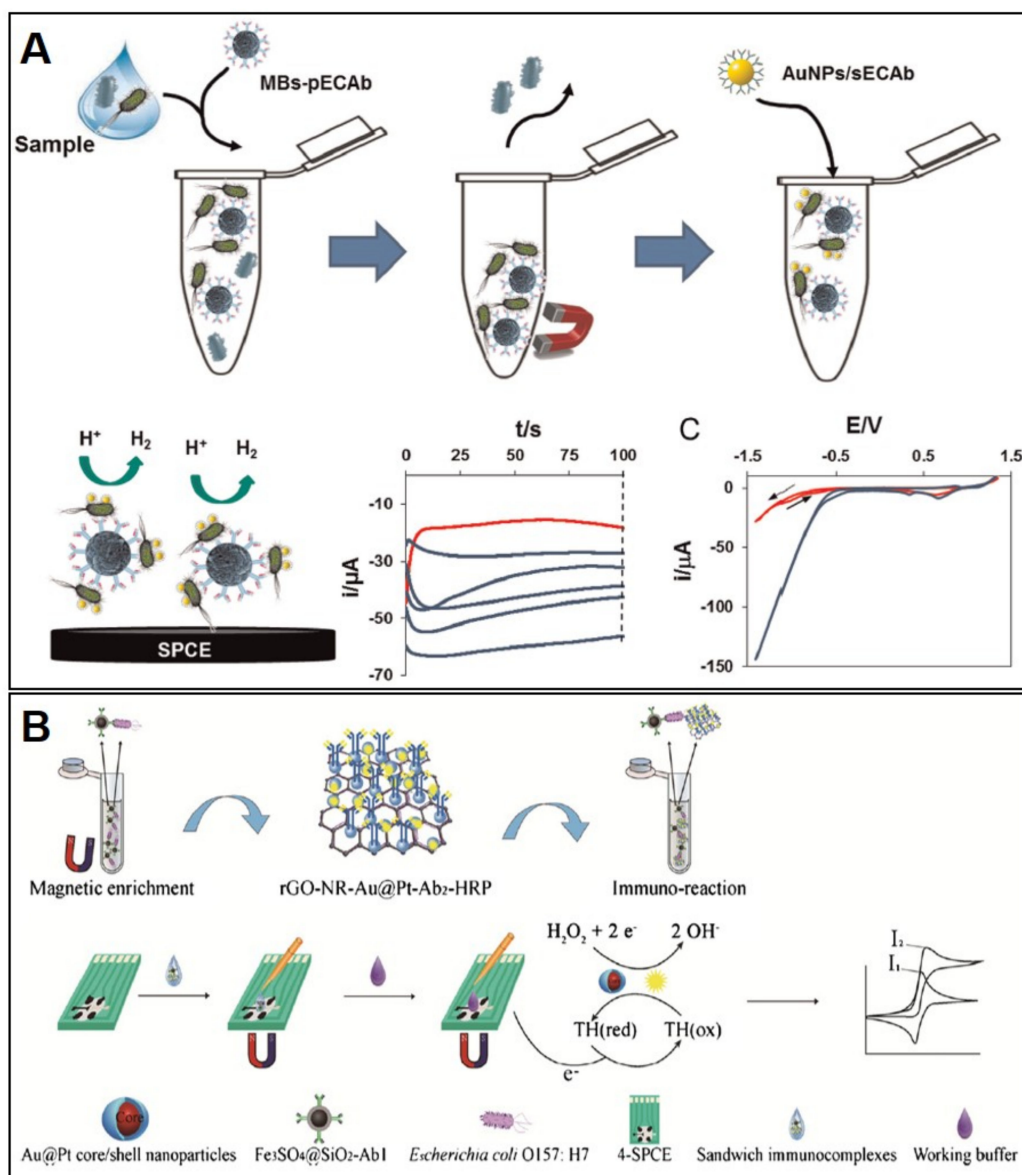 A
MBs-pECAb
AuNPs/sECAb
Sample
H⁺ H₂ H⁺ H₂
SPCE
t/s
0 25 50 75 100
-10
-30
-50
-70
i/µA
C
E/V
-1.5 -0.5 0.5 1.5
0
-50
-100
-150
i/µA
B
Magnetic enrichment
rGO-NR-Au@Pt-Ab₂-HRP
Immuno-reaction
H₂O₂ + 2 e⁻ 2 OH⁻
TH(red) TH(ox)
e⁻
I₂
I₁
Core
Au@Pt core/shell nanoparticles
Fe₃SO₄@SiO₂-Ab1
Escherichia coli O157: H7
4-SPCE
Sandwich immunocomplexes
Working buffer